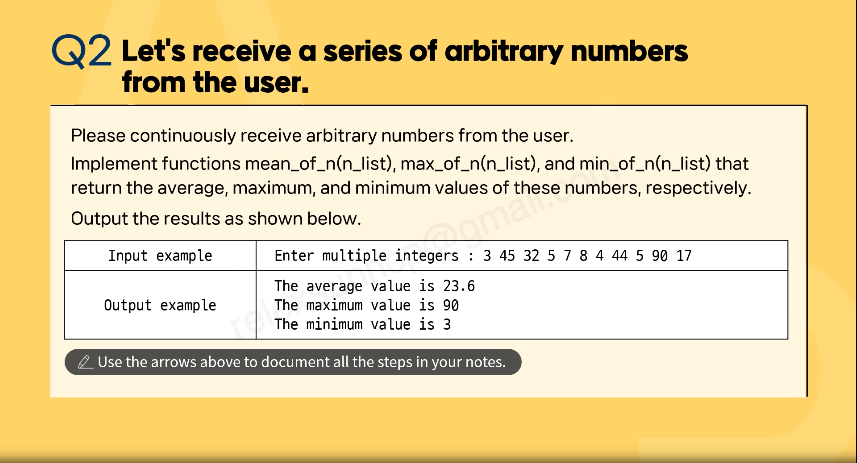 Q2 Let's receive a series of arbitrary numbers
from the user.
Please continuously receive arbitrary numbers from the user.
Implement functions mean_of_n(n_list), max_of_n(n_list), and min_of_n(n_list) that
return the average, maximum, and minimum values of these numbers, respectively.
Output the results as shown below.
Input example Enter multiple integers : 3 45 32 5 7 8 4 44 5 90 17
Output example
The average value is 23.6
The maximum value is 90
The minimum value is 3
Use the arrows above to document all the steps in your notes.